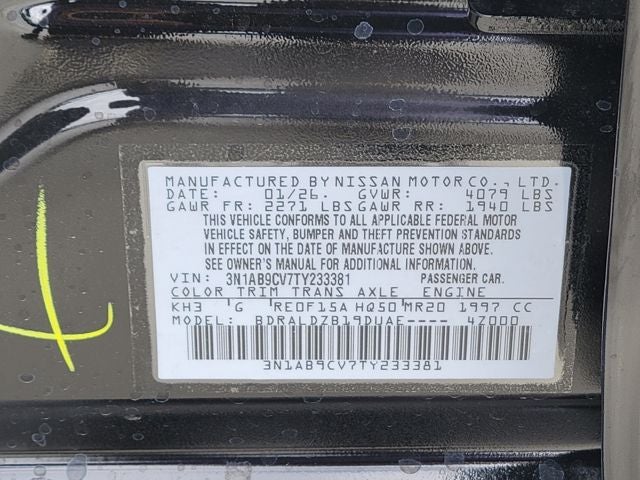 MANUFACTURED BY NISSAN MOTOR CO., LTD.
DATE: 01/26. GVWR: 4079 LBS
GAWR FR: 2271 LBS GAWR RR: 1940 LBS
THIS VEHICLE CONFORMS TO ALL APPLICABLE FEDERAL MOTOR
VEHICLE SAFETY, BUMPER AND THEFT PREVENTION STANDARDS
IN EFFECT ON THE DATE OF MANUFACTURE SHOWN ABOVE.
SEE OWNER'S MANUAL FOR ADDITIONAL INFORMATION.
VIN: 3N1AB9CV7TY233381 PASSENGER CAR.
COLOR TRIM TRANS AXLE ENGINE
KH3 G RE0F15A HQ50 MR20 1997 CC
MODEL: BDRALDZB19DUAE---- 4Z000
3N1AB9CV7TY233381